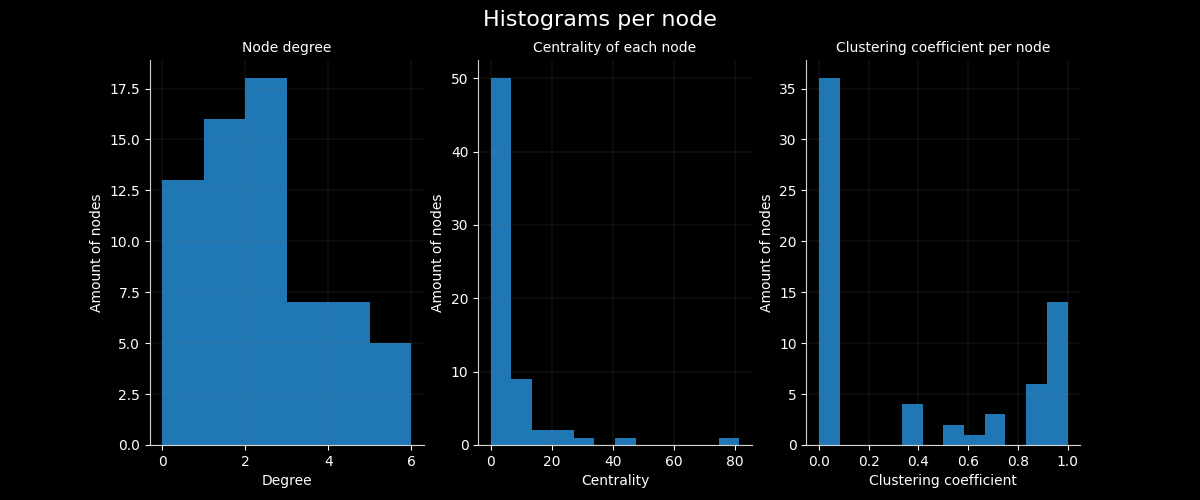 Histograms per node
Node degree
Amount of nodes
17.5
15.0
12.5
10.0
7.5
5.0
2.5
0.0
0 2 4 6
Degree
Centrality of each node
Amount of nodes
50
40
30
20
10
0
0 20 40 60 80
Centrality
Clustering coefficient per node
Amount of nodes
35
30
25
20
15
10
5
0
0.0 0.2 0.4 0.6 0.8 1.0
Clustering coefficient